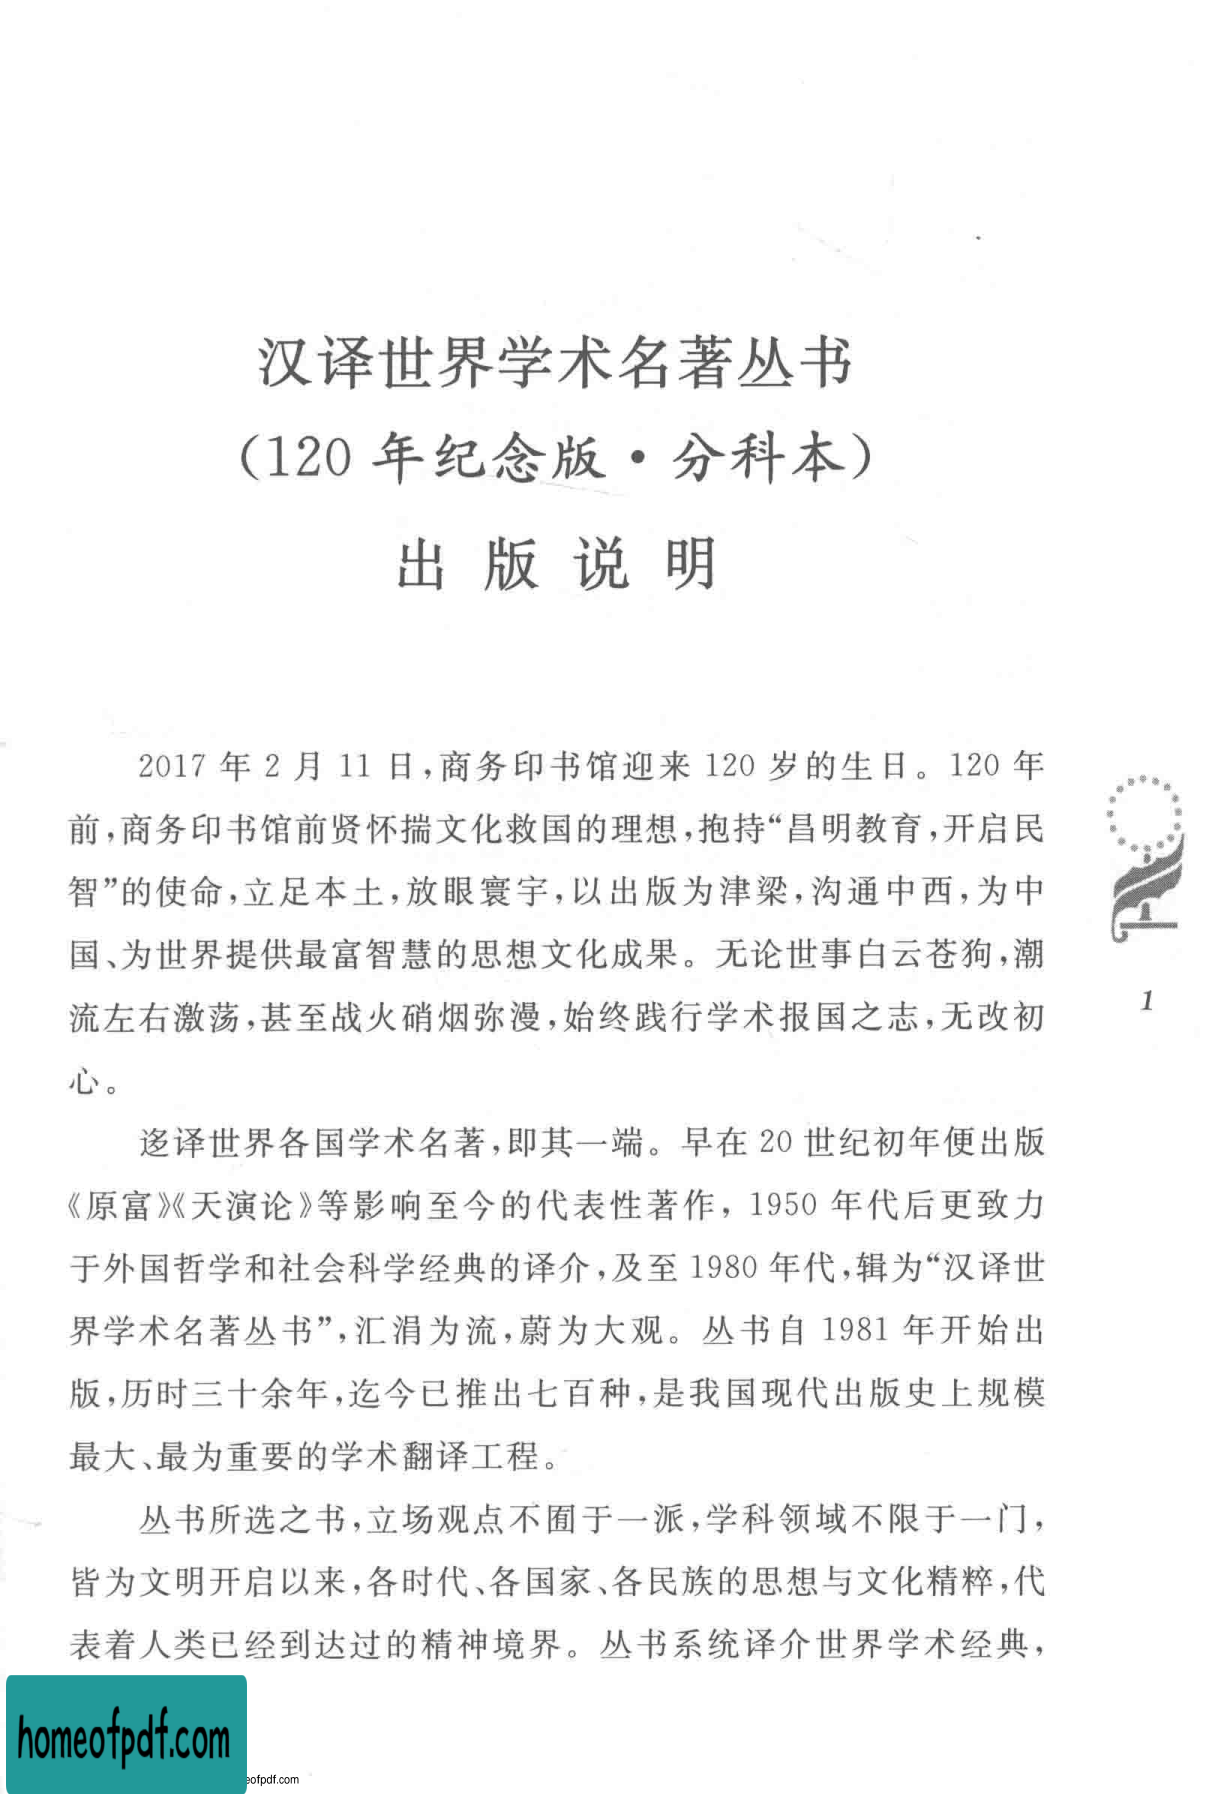 汉译世界学术名著丛书
（120 年纪念版·分科本）
出 版 说 明
2017 年 2 月 11 日，商务印书馆迎来 120 岁的生日。120 年
前，商务印书馆前贤怀揣文化救国的理想，抱持“昌明教育，开启民
智”的使命，立足本土，放眼寰宇，以出版为津梁，沟通中西，为中
国、为世界提供最富智慧的思想文化成果。无论世事白云苍狗，潮
流左右激荡，甚至战火硝烟弥漫，始终践行学术报国之志，无改初
心。
迻译世界各国学术名著，即其一端。早在 20 世纪初年便出版
《原富》《天演论》等影响至今的代表性著作，1950 年代后更致力
于外国哲学和社会科学经典的译介，及至 1980 年代，辑为“汉译世
界学术名著丛书”，汇涓为流，蔚为大观。丛书自 1981 年开始出
版，历时三十余年，迄今已推出七百种，是我国现代出版史上规模
最大、最为重要的学术翻译工程。
丛书所选之书，立场观点不囿于一派，学科领域不限于一门，
皆为文明开启以来，各时代、各国家、各民族的思想与文化精粹，代
表着人类已经到达过的精神境界。丛书系统译介世界学术经典，
1
homeofpdf.com
eofpdf.com